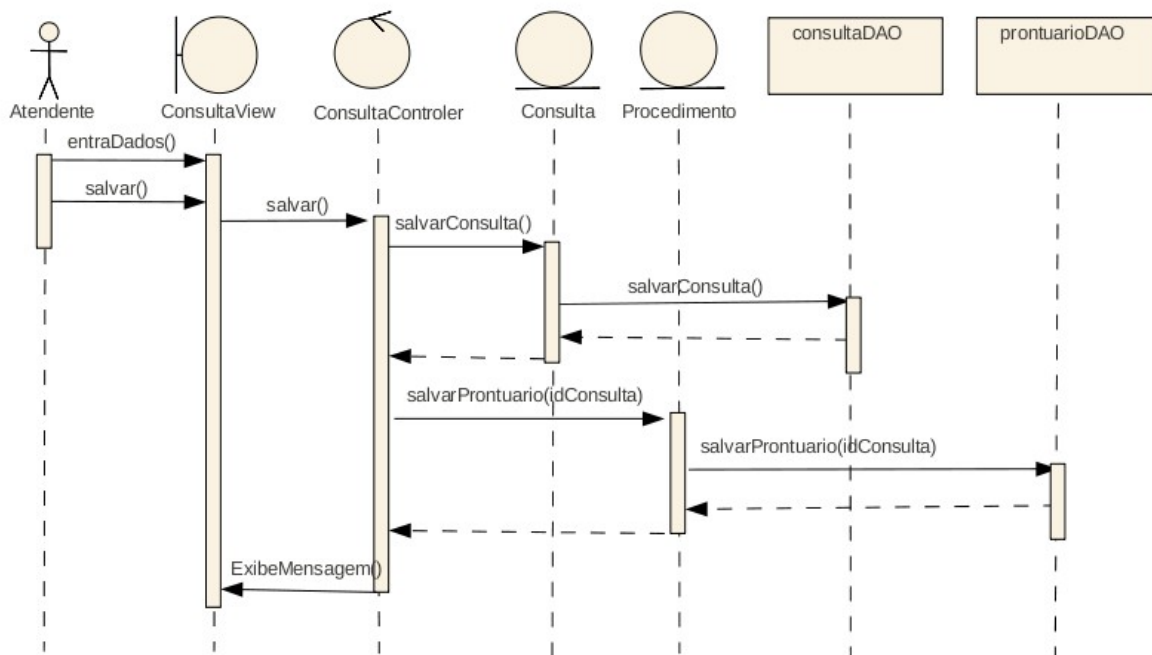 consultaDAO
prontuarioDAO
Atendente
ConsultaView
ConsultaControler
Consulta
Procedimento
entraDados()
salvar()
salvar()
salvarConsulta()
salvarConsulta()
salvarProntuario(idConsulta)
salvarProntuario(idConsulta)
ExibeMensagem()